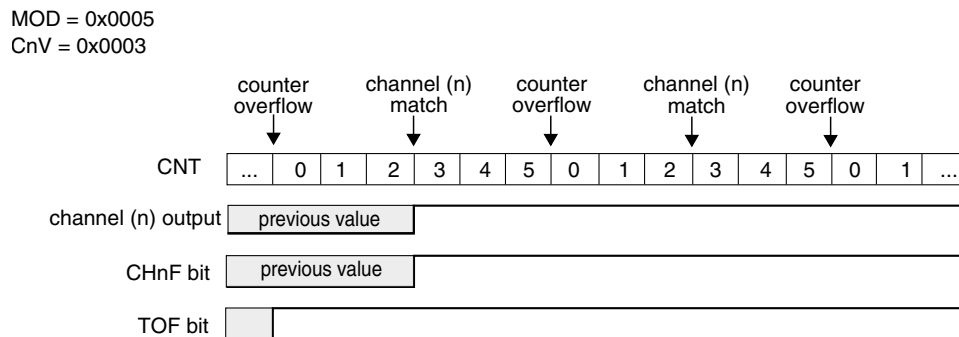 MOD = 0x0005
CnV = 0x0003
counter overflow
channel (n) match
counter overflow
channel (n) match
counter overflow
CNT ... 0 1 2 3 4 5 0 1 2 3 4 5 0 1 ...
channel (n) output previous value
CHnF bit previous value
TOF bit